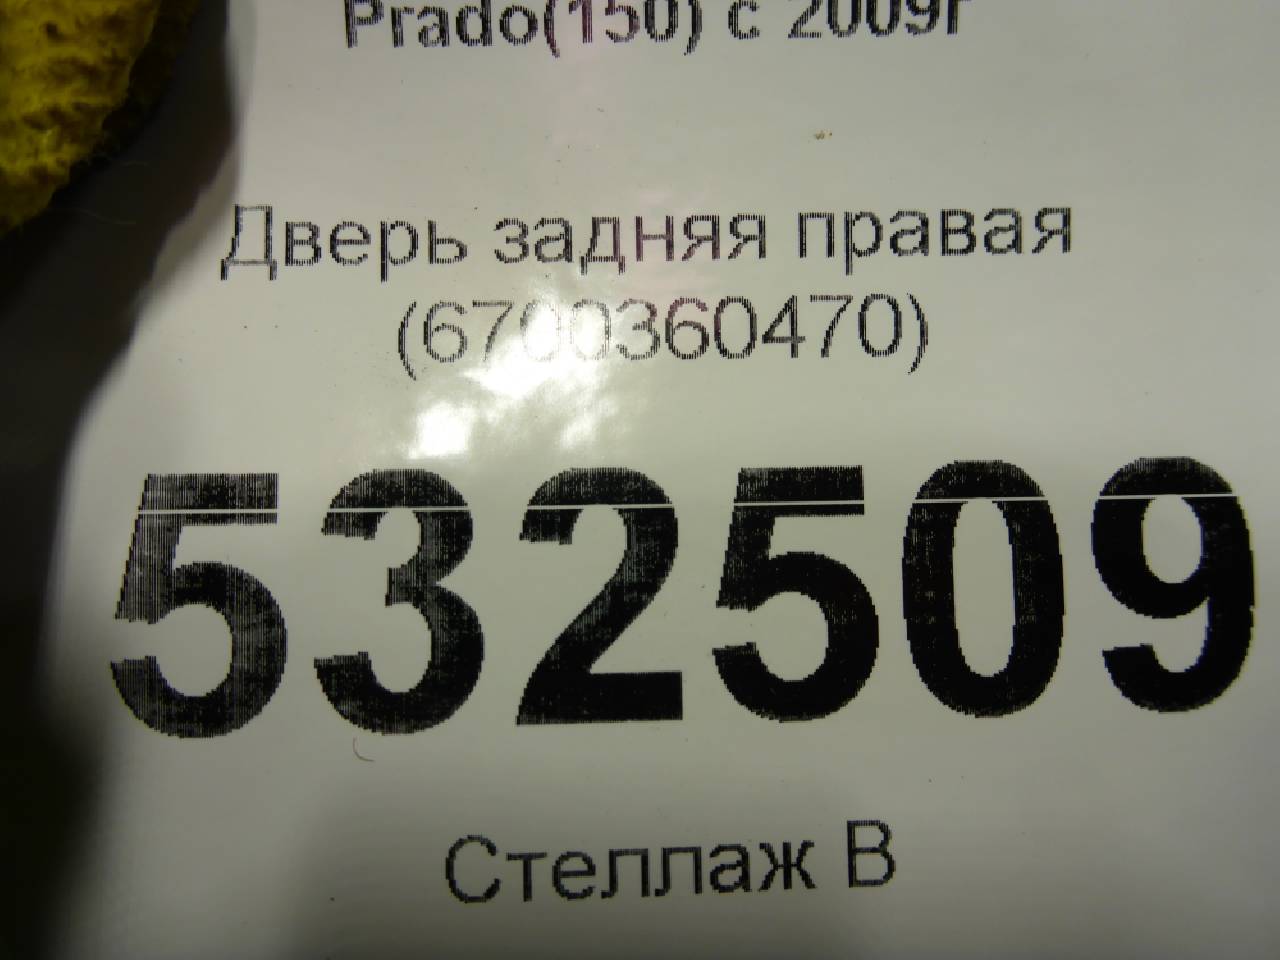 Prado(150) с 2009г
Дверь задняя правая
(6700360470)
532509
Стеллаж В